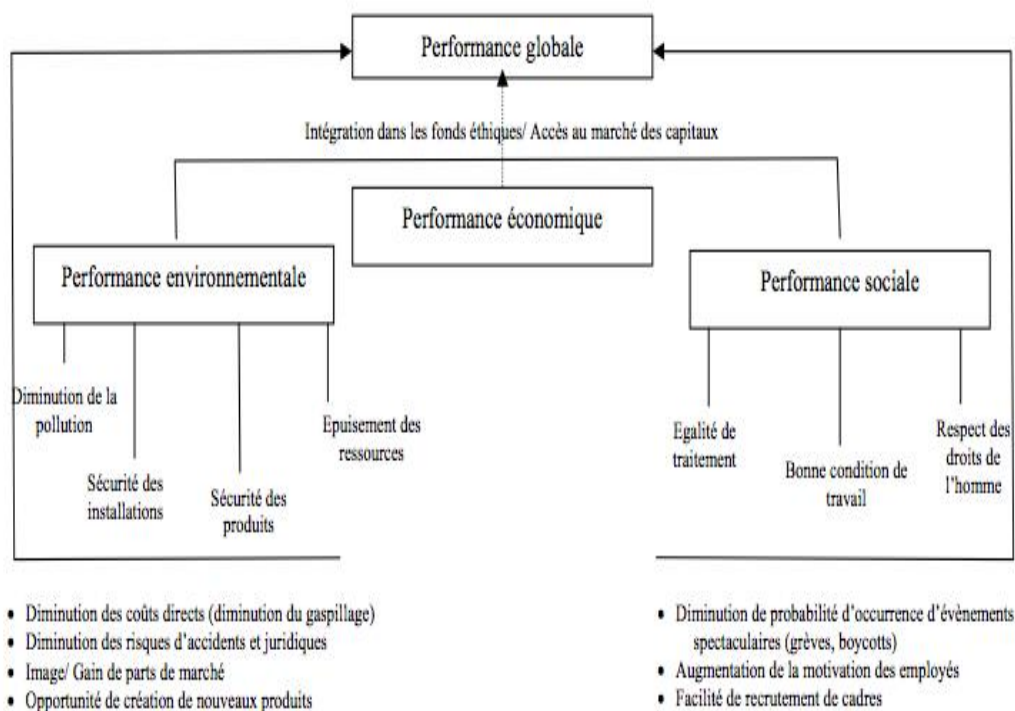 Performance globale
Intégration dans les fonds éthiques/ Accès au marché des capitaux
Performance économique
Performance environnementale
Performance sociale
Diminution de la
pollution
Sécurité des
installations
Sécurité des
produits
Epuisement des
ressources
Egalité de
traitement
Bonne condition de
travail
Respect des
droits de
l'homme
• Diminution des coûts directs (diminution du gaspillage)
• Diminution des risques d'accidents et juridiques
• Image/ Gain de parts de marché
• Opportunité de création de nouveaux produits
• Diminution de probabilité d'occurrence d'évènements
spectaculaires (grèves, boycotts)
• Augmentation de la motivation des employés
• Facilité de recrutement de cadres